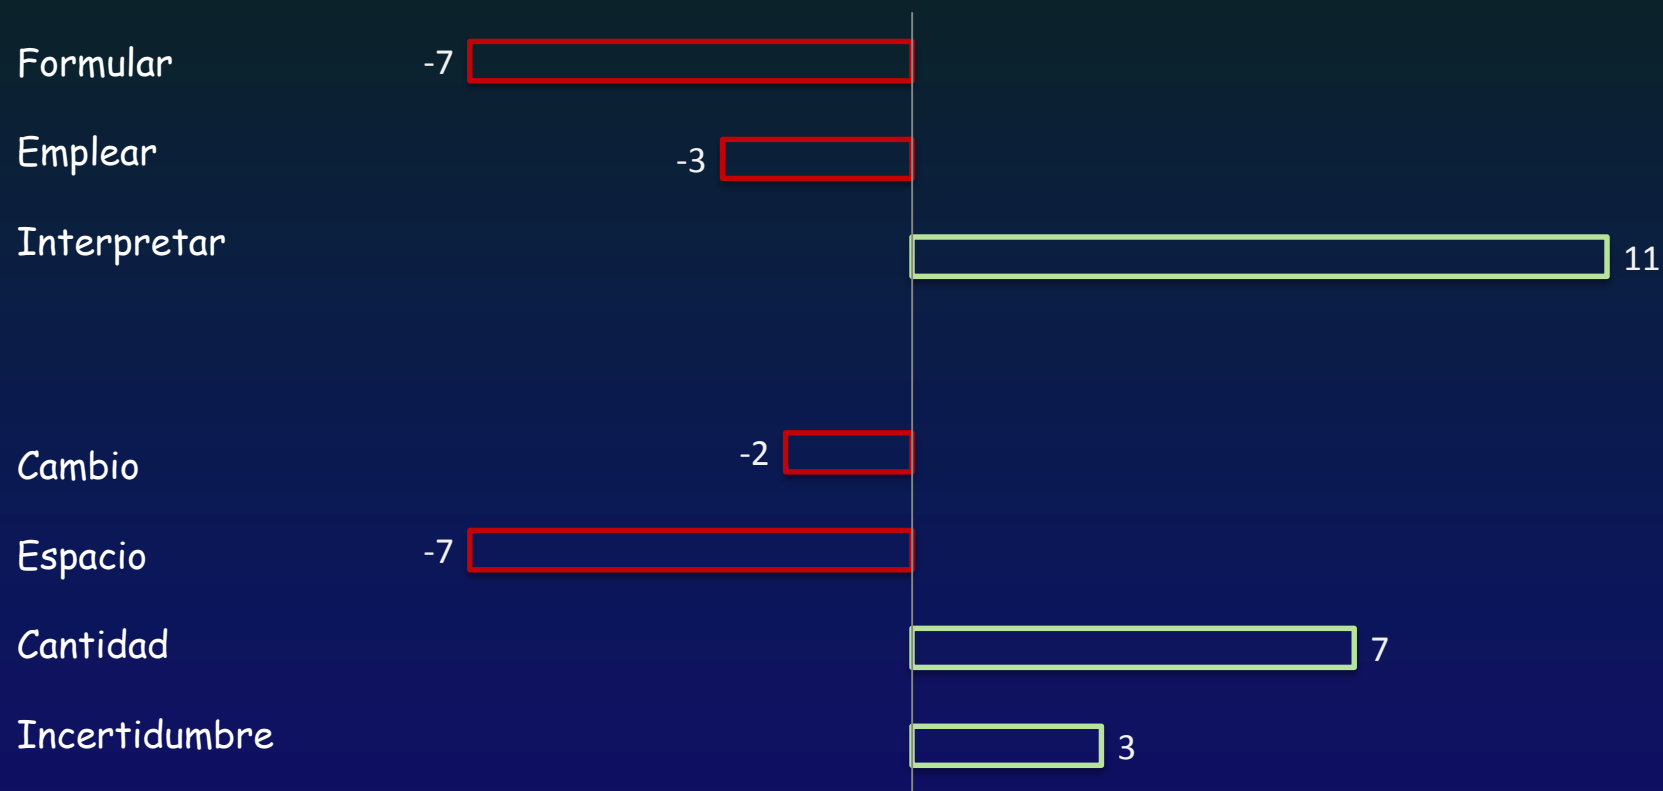 Formular -7
Emplear -3
Interpretar 11
Cambio -2
Espacio -7
Cantidad 7
Incertidumbre 3